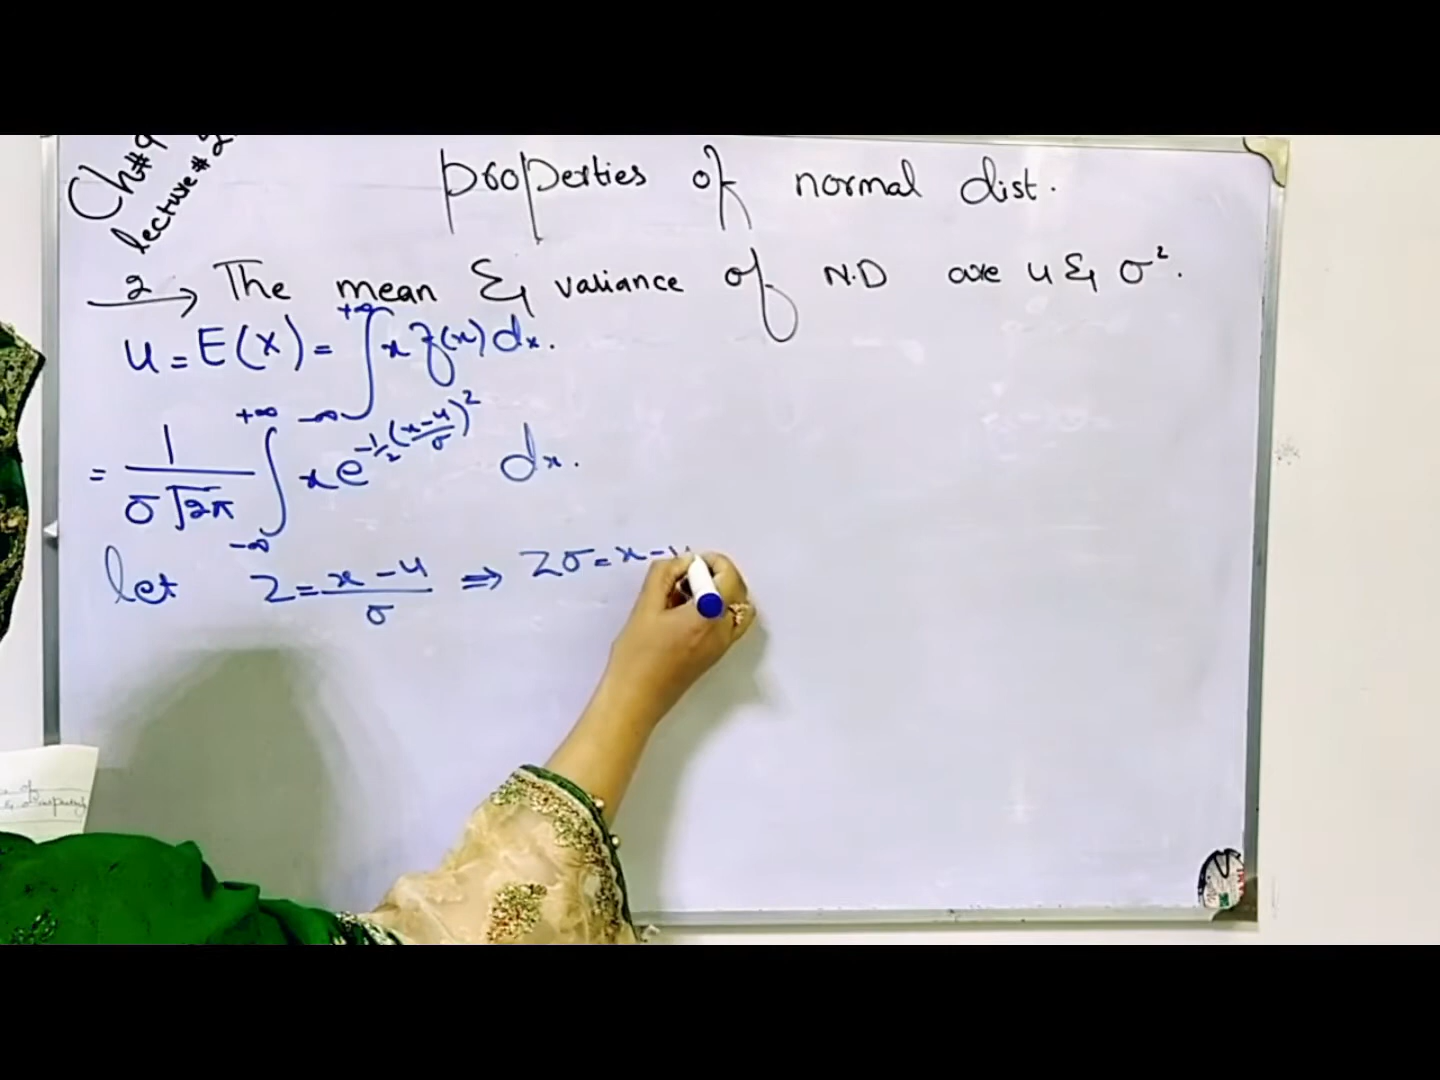 Ch#9
lecture #2
Properties of normal dist.
2→ The mean & variance of N.D are u & σ².
u = E(X) = ∫_{-∞}^{+∞} x f(x) dx.
= 1/(σ√2π) ∫_{-∞}^{+∞} x e^{-1/2((x-u)/σ)²} dx.
let Z = (x-u)/σ ⇒ Zσ = x-u